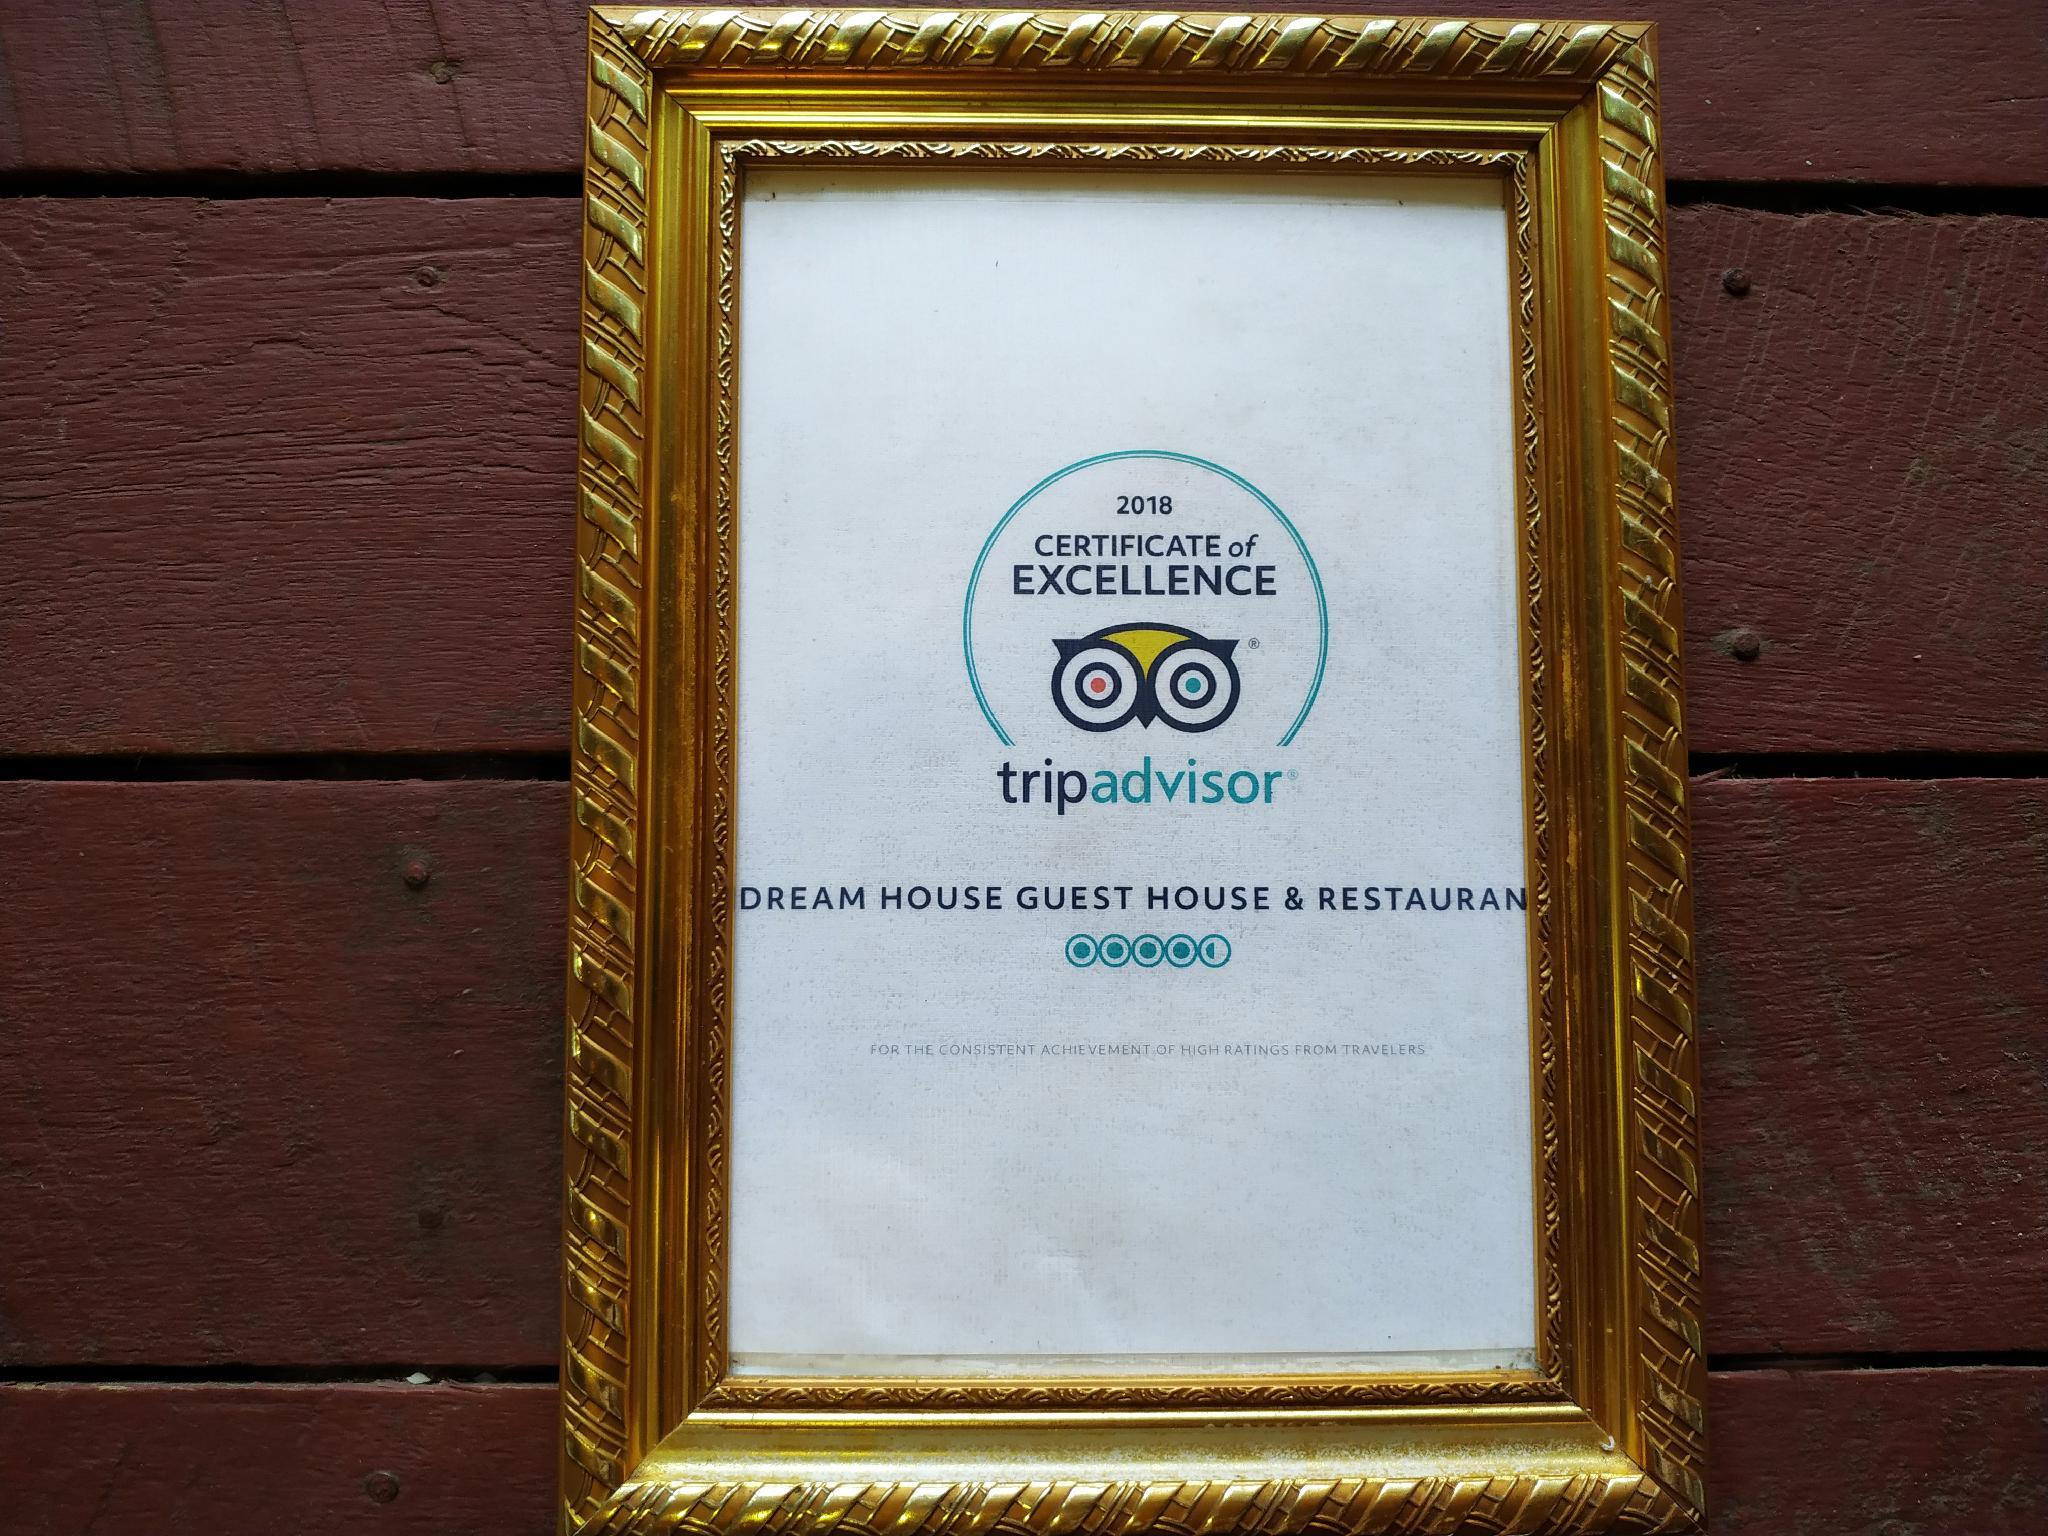 2018
CERTIFICATE of
EXCELLENCE
®
tripadvisor®
DREAM HOUSE GUEST HOUSE & RESTAURAN
FOR THE CONSISTENT ACHIEVEMENT OF HIGH RATINGS FROM TRAVELERS